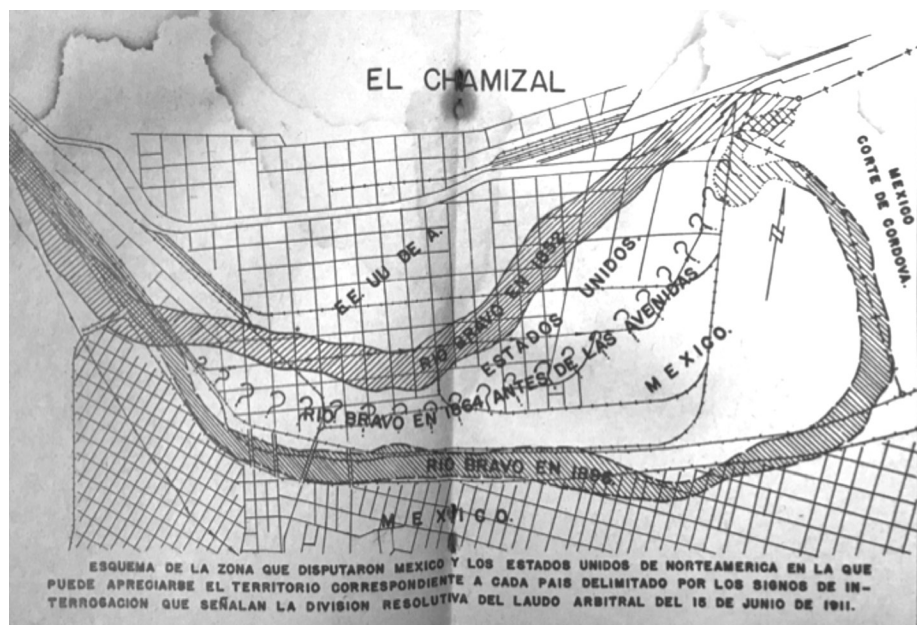 EL CHAMIZAL
MEXICO
CORTE DE CORDOVA.
E.E. UU DE A.
RIO BRAVO EN 1852
ESTADOS UNIDOS
RIO BRAVO EN 1864 (ANTES DE LAS AVENIDAS
MEXICO.
RIO BRAVO EN 1896
MEXICO.
ESQUEMA DE LA ZONA QUE DISPUTARON MEXICO Y LOS ESTADOS UNIDOS DE NORTEAMERICA EN LA QUE
PUEDE APRECIARSE EL TERRITORIO CORRESPONDIENTE A CADA PAIS DELIMITADO POR LOS SIGNOS DE IN-
TERROGACIÓN QUE SEÑALAN LA DIVISION RESOLUTIVA DEL LAUDO ARBITRAL DEL 15 DE JUNIO DE 1911.